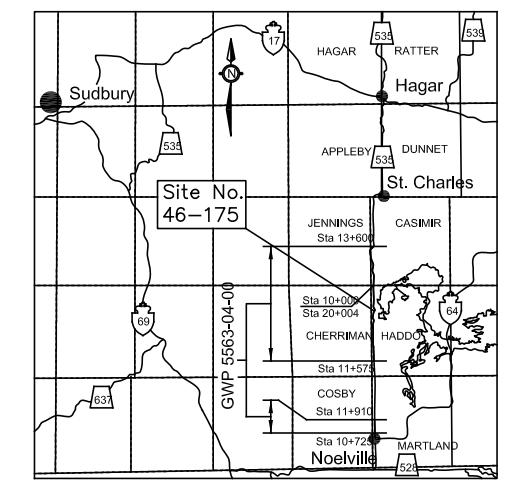 535
539
17
HAGAR
RATTER
N
Sudbury
Hagar
535
APPLEBY
DUNNET
535
St. Charles
Site No.
46-175
JENNINGS
CASIMIR
Sta 13+600
Sta 10+000
Sta 20+004
64
69
CHERRIMAN
HADDO
GWP 5563-04-00
Sta 11+575
637
COSBY
Sta 11+910
Sta 10+725
MARTLAND
Noelville
528